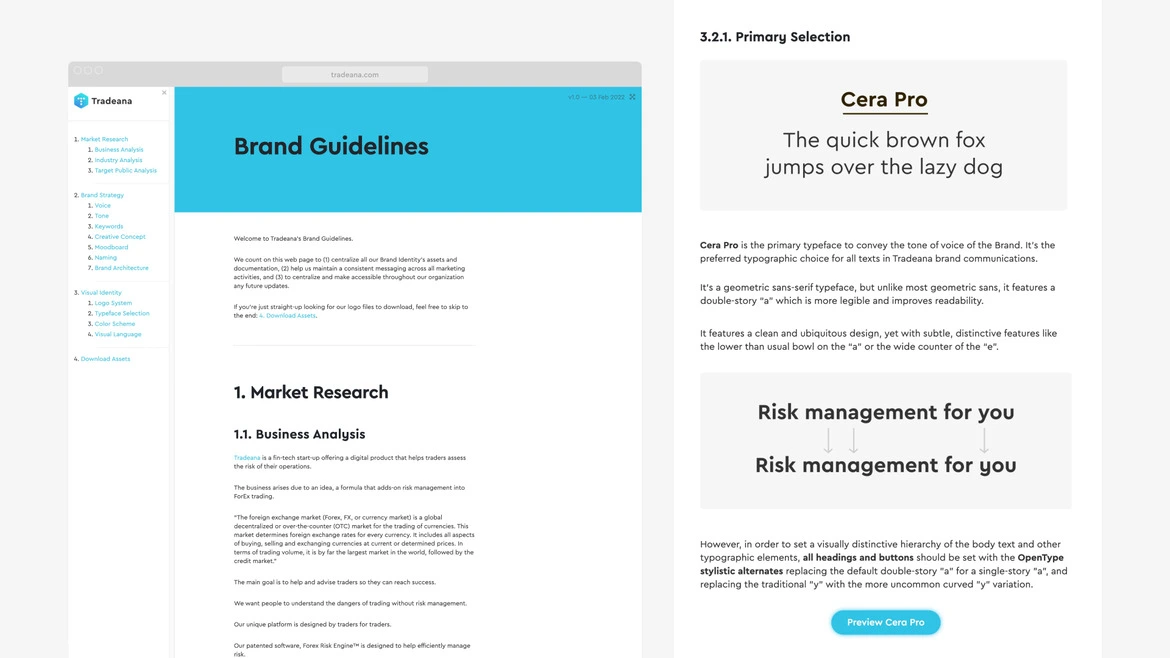 tradeana.com
Tradeana
1. Market Research
1. Business Analysis
2. Industry Analysis
3. Target Public Analysis
2. Brand Strategy
1. Voice
2. Tone
3. Keywords
4. Creative Concept
5. Moodboard
6. Naming
7. Brand Architecture
3. Visual Identity
1. Logo System
2. Typeface Selection
3. Color Scheme
4. Visual Language
4. Download Assets
v1.0 — 03 Feb 2022
Brand Guidelines
Welcome to Tradeana's Brand Guidelines.
We count on this web page to (1) centralize all our Brand Identity's assets and
documentation, (2) help us maintain a consistent messaging across all marketing
activities, and (3) to centralize and make accessible throughout our organization
any future updates.
If you're just straight-up looking for our logo files to download, feel free to skip to
the end: 4. Download Assets.
1. Market Research
1.1. Business Analysis
Tradeana is a fin-tech start-up offering a digital product that helps traders assess
the risk of their operations.
The business arises due to an idea, a formula that adds-on risk management into
ForEx trading.
"The foreign exchange market (Forex, FX, or currency market) is a global
decentralized or over-the-counter (OTC) market for the trading of currencies. This
market determines foreign exchange rates for every currency. It includes all aspects
of buying, selling and exchanging currencies at current or determined prices. In
terms of trading volume, it is by far the largest market in the world, followed by the
credit market."
The main goal is to help and advise traders so they can reach success.
We want people to understand the dangers of trading without risk management.
Our unique platform is designed by traders for traders.
Our patented software, Forex Risk Engine™ is designed to help efficiently manage
risk.
3.2.1. Primary Selection
Cera Pro
The quick brown fox
jumps over the lazy dog
Cera Pro is the primary typeface to convey the tone of voice of the Brand. It's the
preferred typographic choice for all texts in Tradeana brand communications.
It's a geometric sans-serif typeface, but unlike most geometric sans, it features a
double-story "a" which is more legible and improves readability.
It features a clean and ubiquitous design, yet with subtle, distinctive features like
the lower than usual bowl on the "a" or the wide counter of the "e".
Risk management for you
Risk management for you
However, in order to set a visually distinctive hierarchy of the body text and other
typographic elements, all headings and buttons should be set with the OpenType
stylistic alternates replacing the default double-story "a" for a single-story "a", and
replacing the traditional "y" with the more uncommon curved "y" variation.
Preview Cera Pro